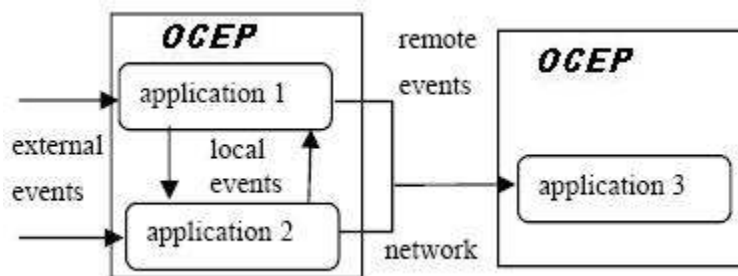 OCEP
application 1
external
events
local
events
application 2
remote
events
network
OCEP
application 3